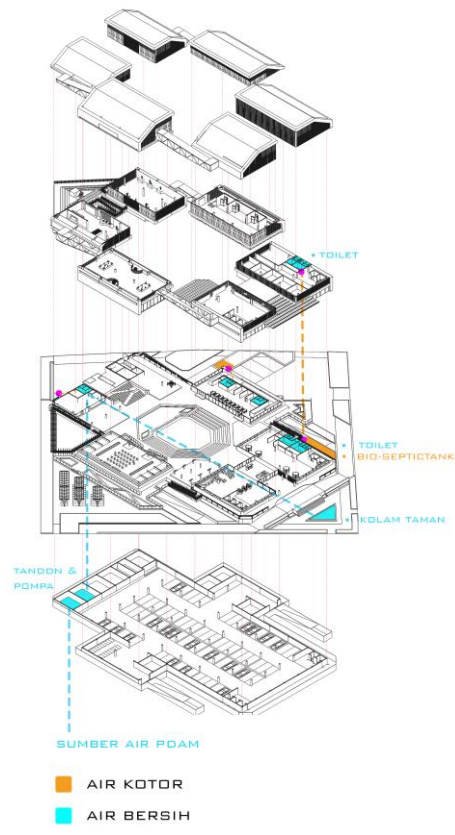 TOILET
TOILET
BIO-SEPTICTANK
KOLAM TAMAN
TANDON &
POMPA
SUMBER AIR PDAM
AIR KOTOR
AIR BERSIH